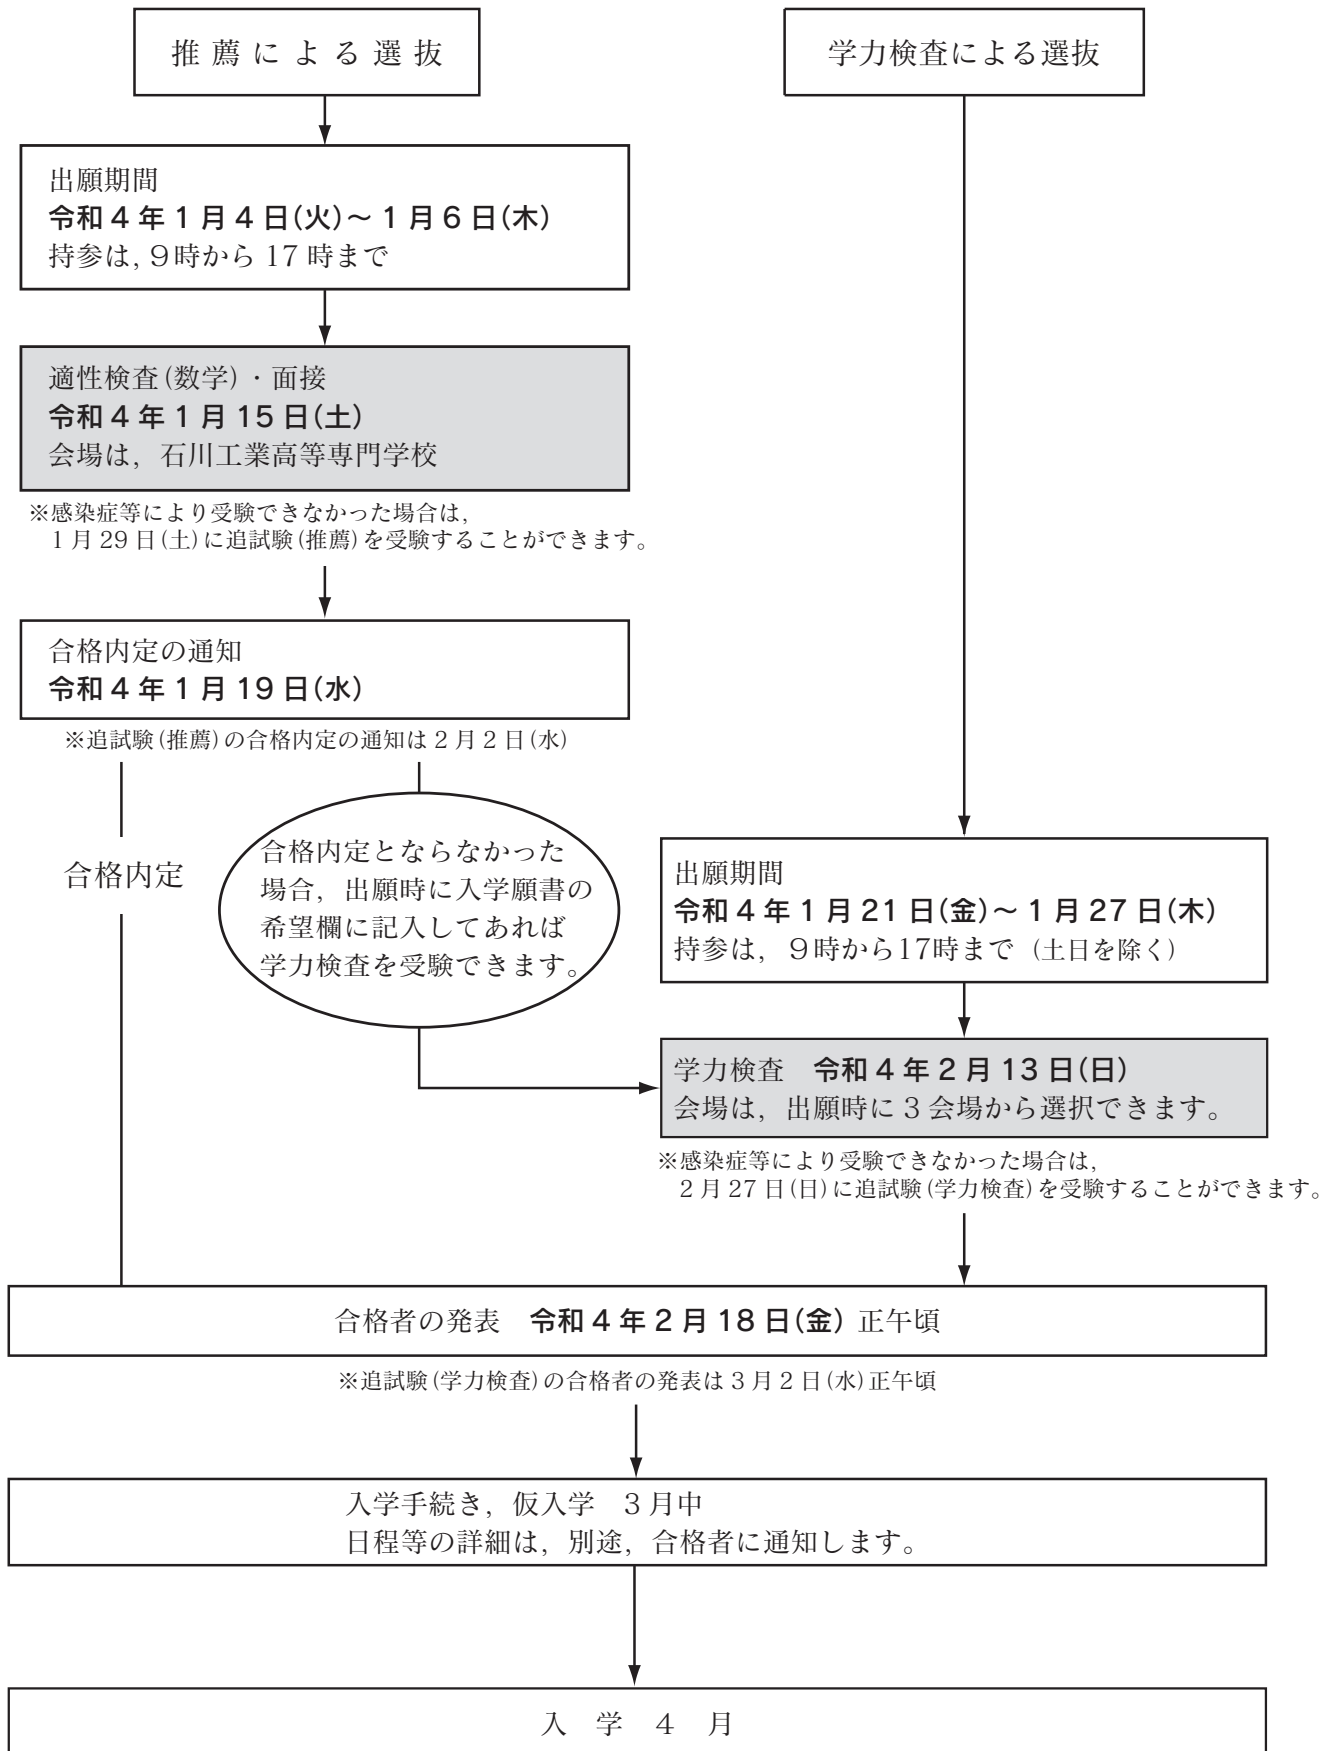 推薦による選抜
出願期間
令和4年1月4日(火)～1月6日(木)
持参は,9時から17時まで
適性検査(数学)・面接
令和4年1月15日(土)
会場は，石川工業高等専門学校
※感染症等により受験できなかった場合は,
1月29日(土)に追試験(推薦)を受験することができます。
合格内定の通知
令和4年1月19日(水)
※追試験(推薦)の合格内定の通知は2月2日(水)
合格内定
合格内定とならなかった
場合，出願時に入学願書の
希望欄に記入してあれば
学力検査を受験できます。
学力検査による選抜
出願期間
令和4年1月21日(金)～1月27日(木)
持参は，9時から17時まで（土日を除く）
学力検査　令和4年2月13日(日)
会場は，出願時に3会場から選択できます。
※感染症等により受験できなかった場合は,
2月27日(日)に追試験(学力検査)を受験することができます。
合格者の発表　令和4年2月18日(金) 正午頃
※追試験(学力検査)の合格者の発表は3月2日(水)正午頃
入学手続き，仮入学　3月中
日程等の詳細は，別途，合格者に通知します。
入　学　4　月